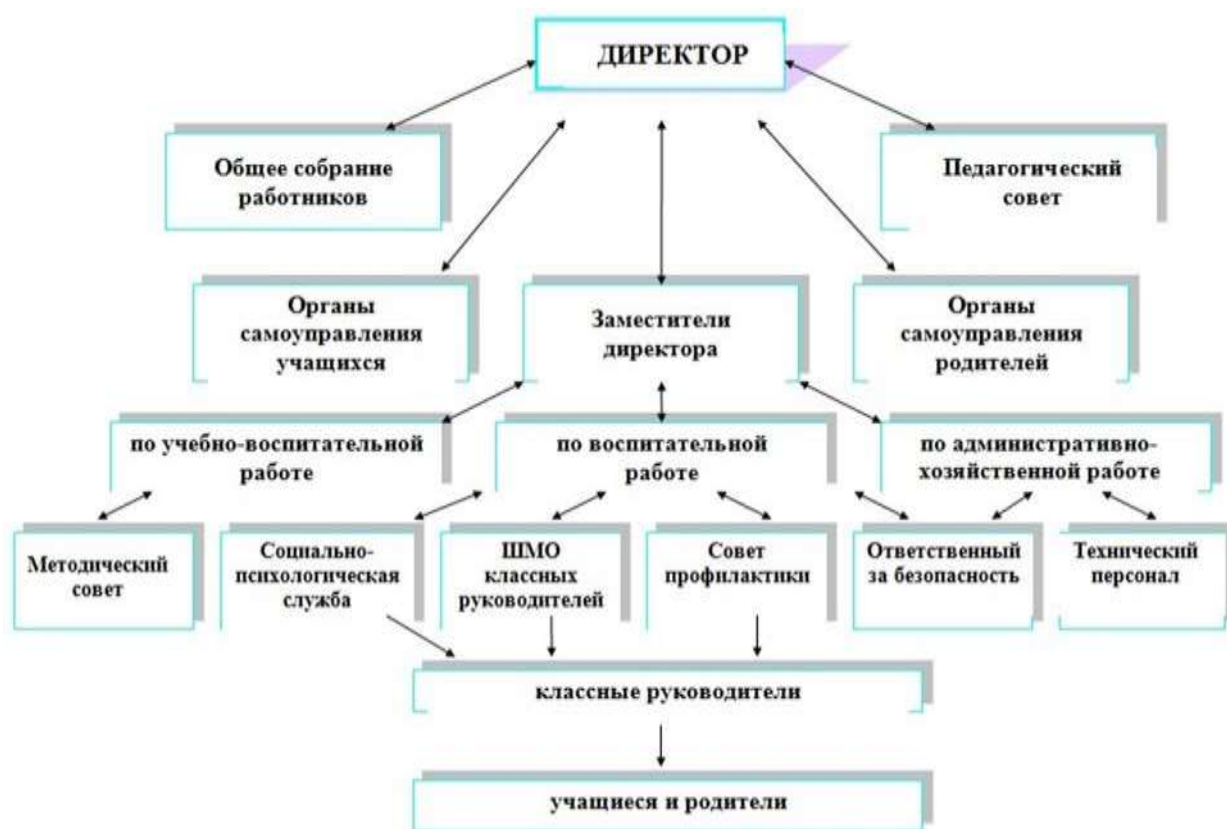 ДИРЕКТОР
Общее собрание
работников
Педагогический
совет
Органы
самоуправления
учащихся
Заместители
директора
Органы
самоуправления
родителей
по учебно-воспитательной
работе
по воспитательной
работе
по административно-
хозяйственной работе
Методический
совет
Социально-
психологическая
служба
ШМО
классных
руководителей
Совет
профилактики
Ответственный
за безопасность
Технический
персонал
классные руководители
учащиеся и родители